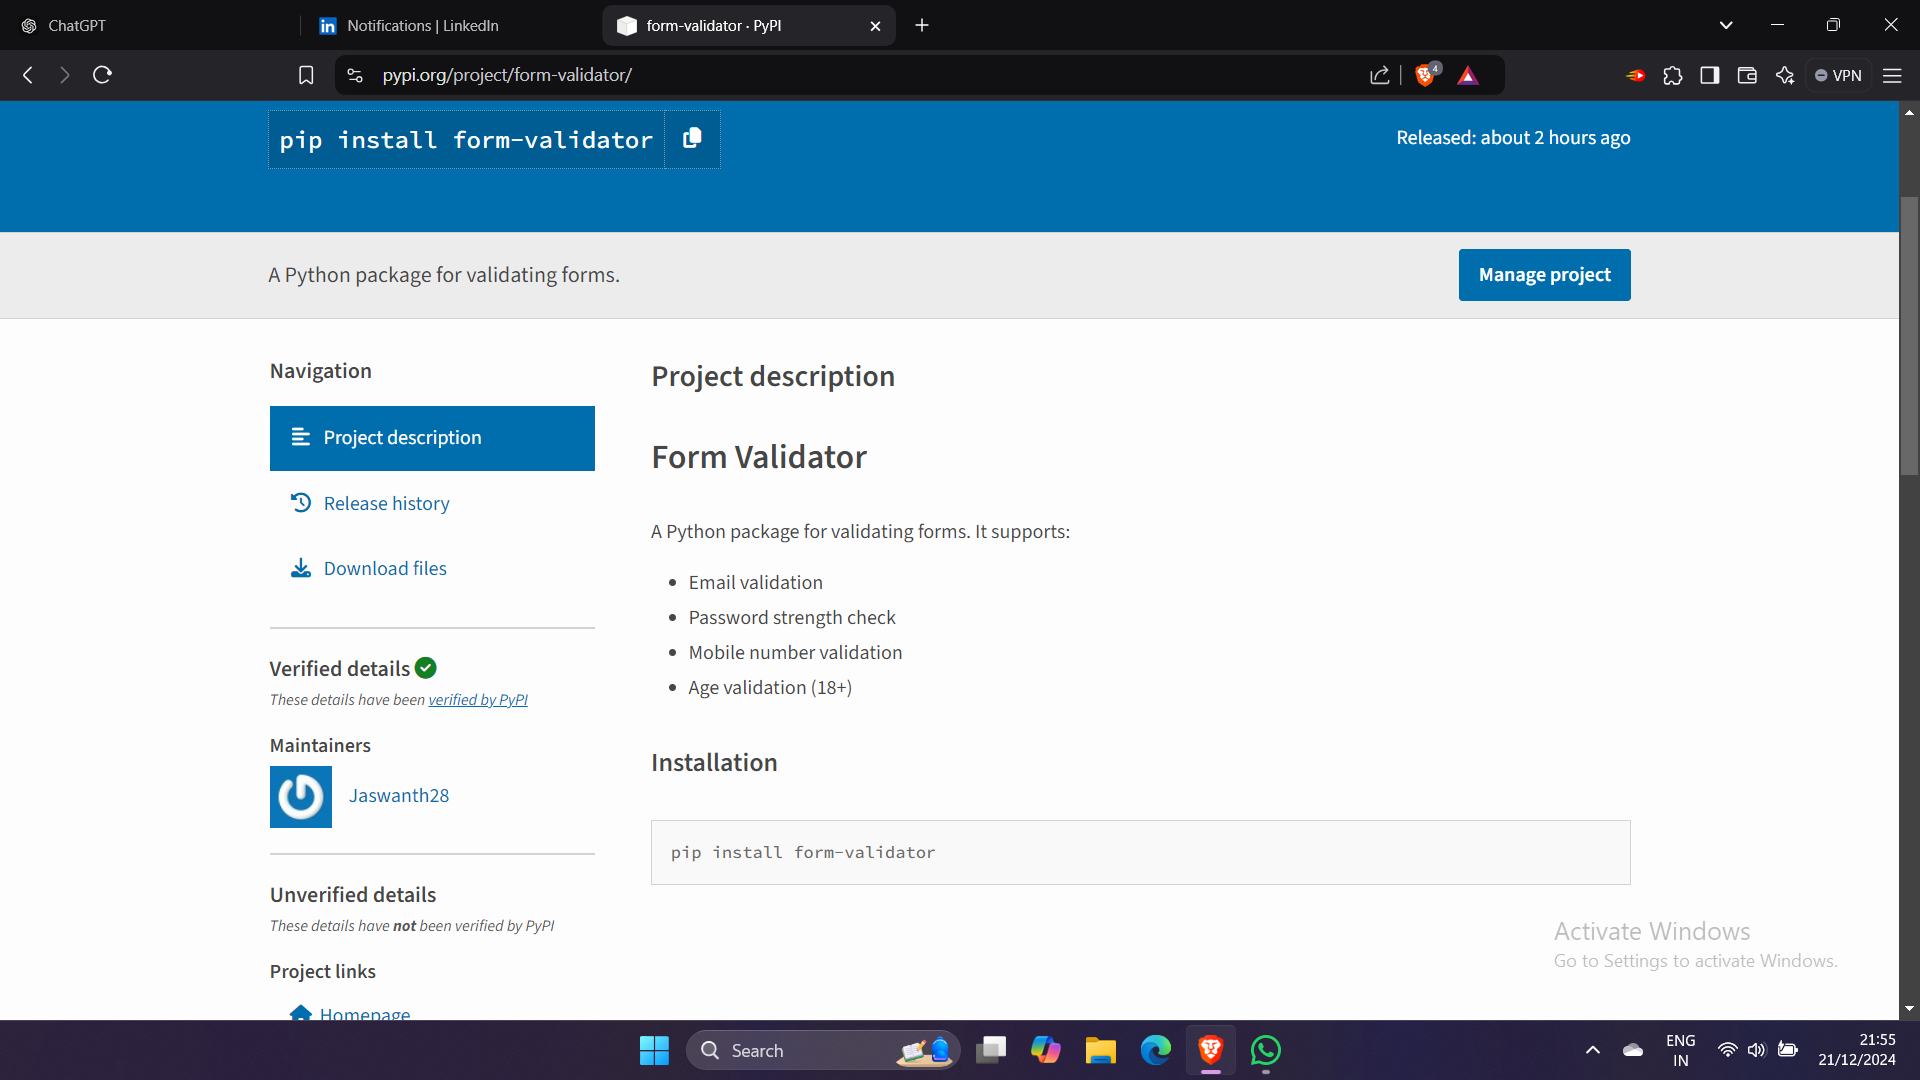 ChatGPT
Notifications | LinkedIn
form-validator · PyPI
pypi.org/project/form-validator/
4
VPN
pip install form-validator
Released: about 2 hours ago
A Python package for validating forms.
Manage project
Navigation
Project description
Release history
Download files
Verified details
These details have been verified by PyPI
Maintainers
Jaswanth28
Unverified details
These details have not been verified by PyPI
Project links
Homepage
Project description
Form Validator
A Python package for validating forms. It supports:
• Email validation
• Password strength check
• Mobile number validation
• Age validation (18+)
Installation
pip install form-validator
Activate Windows
Go to Settings to activate Windows.
Search
ENG
IN
21:55
21/12/2024